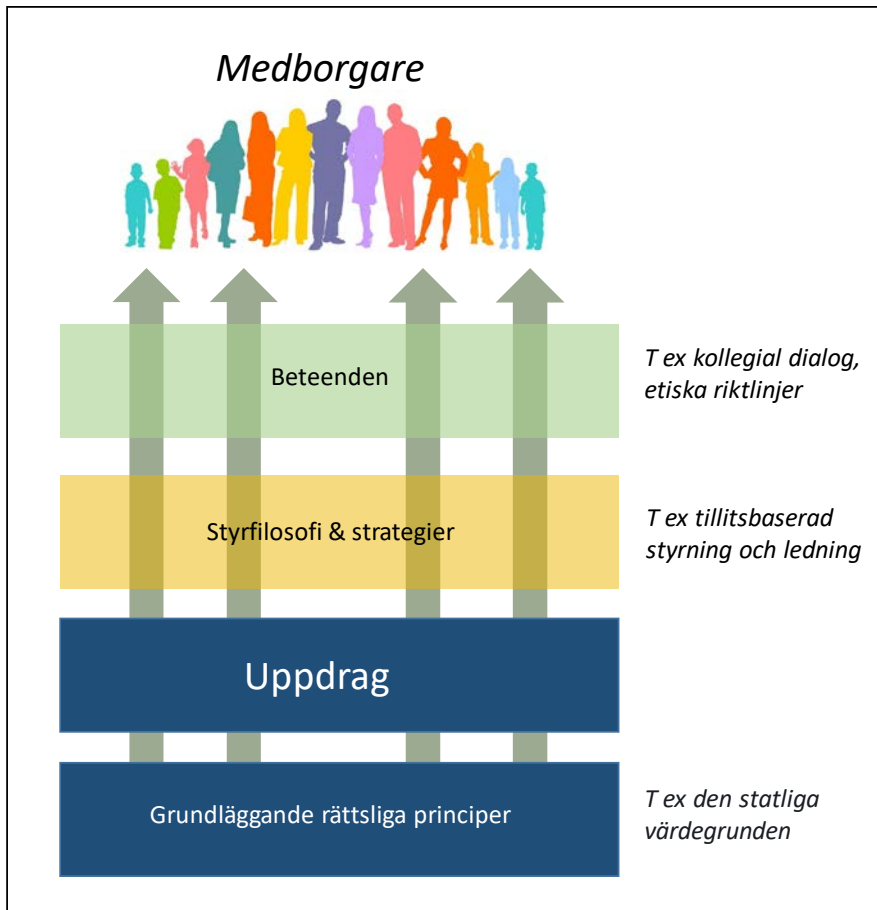 Medborgare
Beteenden
T ex kollegial dialog,
etiska riktlinjer
Styrfilosofi & strategier
T ex tillitsbaserad
styrning och ledning
Uppdrag
Grundläggande rättsliga principer
T ex den statliga
värdegrunden